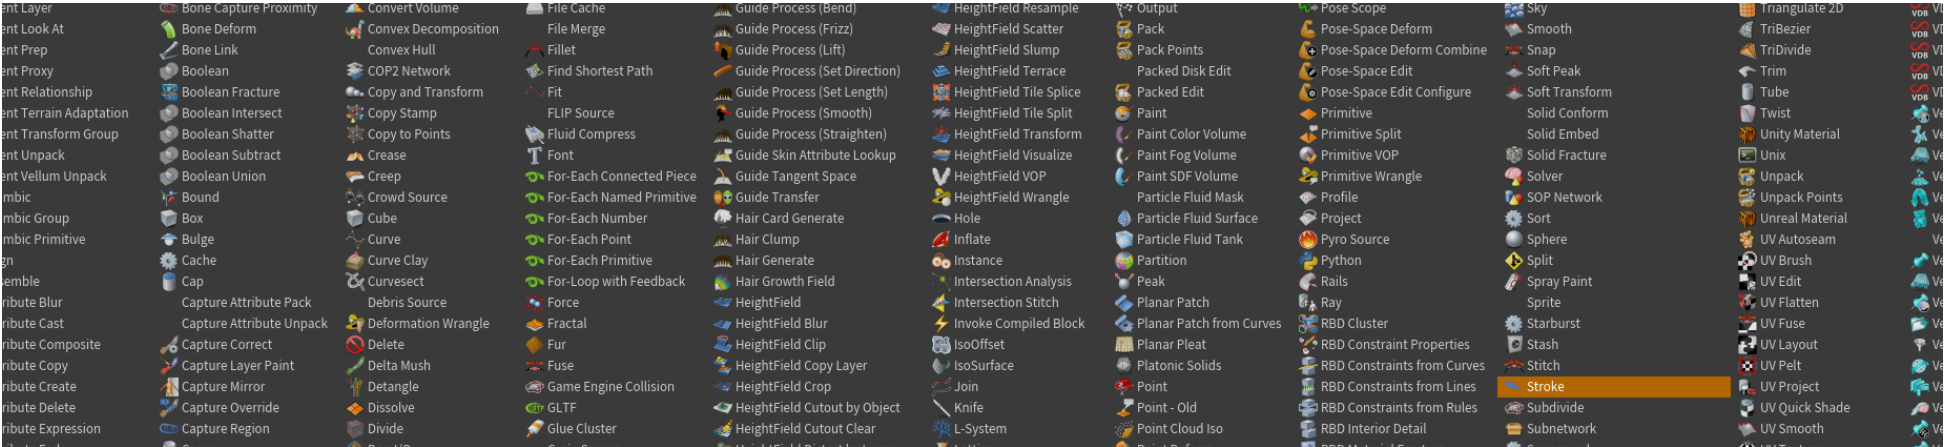 ent Layer
ent Look At
ent Prep
ent Proxy
ent Relationship
ent Terrain Adaptation
ent Transform Group
ent Unpack
ent Vellum Unpack
mbic
mbic Group
mbic Primitive
gn
semble
ribute Blur
ribute Cast
ribute Composite
ribute Copy
ribute Create
ribute Delete
ribute Expression
Bone Capture Proximity
Bone Deform
Bone Link
Boolean
Boolean Fracture
Boolean Intersect
Boolean Shatter
Boolean Subtract
Boolean Union
Bound
Box
Bulge
Cache
Cap
Capture Attribute Pack
Capture Attribute Unpack
Capture Correct
Capture Layer Paint
Capture Mirror
Capture Override
Capture Region
Convert Volume
Convex Decomposition
Convex Hull
COP2 Network
Copy and Transform
Copy Stamp
Copy to Points
Crease
Creep
Crowd Source
Cube
Curve
Curve Clay
Curvesect
Debris Source
Deformation Wrangle
Delete
Delta Mush
Detangle
Dissolve
Divide
File Cache
File Merge
Fillet
Find Shortest Path
Fit
FLIP Source
Fluid Compress
Font
For-Each Connected Piece
For-Each Named Primitive
For-Each Number
For-Each Point
For-Each Primitive
For-Loop with Feedback
Force
Fractal
Fur
Fuse
Game Engine Collision
GLTF
Glue Cluster
Guide Process (Bend)
Guide Process (Frizz)
Guide Process (Lift)
Guide Process (Set Direction)
Guide Process (Set Length)
Guide Process (Smooth)
Guide Process (Straighten)
Guide Skin Attribute Lookup
Guide Tangent Space
Guide Transfer
Hair Card Generate
Hair Clump
Hair Generate
Hair Growth Field
HeightField
HeightField Blur
HeightField Clip
HeightField Copy Layer
HeightField Crop
HeightField Cutout by Object
HeightField Cutout Clear
HeightField Resample
HeightField Scatter
HeightField Slump
HeightField Terrace
HeightField Tile Splice
HeightField Tile Split
HeightField Transform
HeightField Visualize
HeightField VOP
HeightField Wrangle
Hole
Inflate
Instance
Intersection Analysis
Intersection Stitch
Invoke Compiled Block
IsoOffset
IsoSurface
Join
Knife
L-System
Output
Pack
Pack Points
Packed Disk Edit
Packed Edit
Paint
Paint Color Volume
Paint Fog Volume
Paint SDF Volume
Particle Fluid Mask
Particle Fluid Surface
Particle Fluid Tank
Partition
Peak
Planar Patch
Planar Patch from Curves
Planar Pleat
Platonic Solids
Point
Point - Old
Point Cloud Iso
Pose Scope
Pose-Space Deform
Pose-Space Deform Combine
Pose-Space Edit
Pose-Space Edit Configure
Primitive
Primitive Split
Primitive VOP
Primitive Wrangle
Profile
Project
Pyro Source
Python
Rails
Ray
RBD Cluster
RBD Constraint Properties
RBD Constraints from Curves
RBD Constraints from Lines
RBD Constraints from Rules
RBD Interior Detail
Sky
Smooth
Snap
Soft Peak
Soft Transform
Solid Conform
Solid Embed
Solid Fracture
Solver
SOP Network
Sort
Sphere
Split
Spray Paint
Sprite
Starburst
Stash
Stitch
Stroke
Subdivide
Subnetwork
Triangulate 2D
TriBezier
TriDivide
Trim
Tube
Twist
Unity Material
Unix
Unpack
Unpack Points
Unreal Material
UV Autoseam
UV Brush
UV Edit
UV Flatten
UV Fuse
UV Layout
UV Pelt
UV Project
UV Quick Shade
UV Smooth